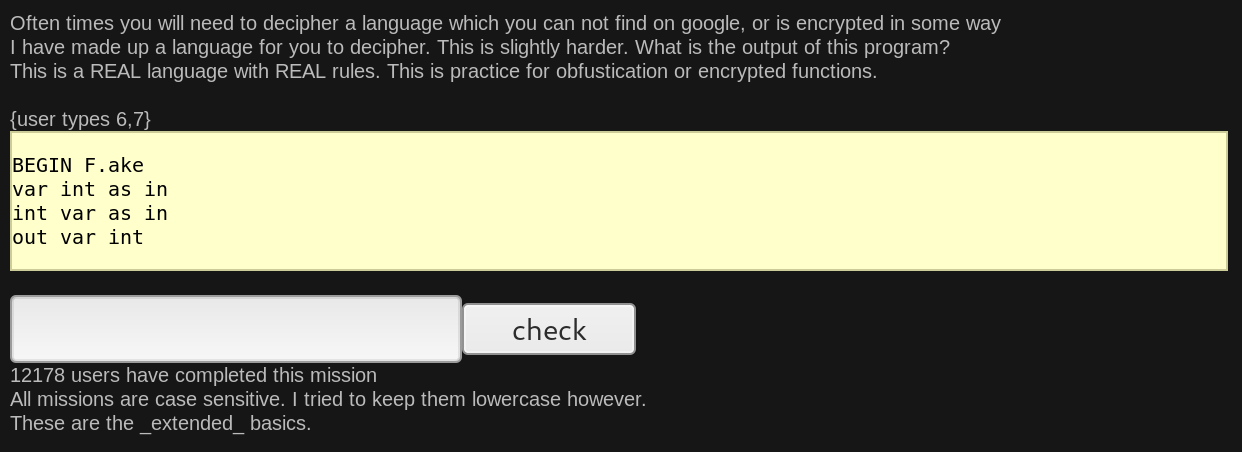 Often times you will need to decipher a language which you can not find on google, or is encrypted in some way
I have made up a language for you to decipher. This is slightly harder. What is the output of this program?
This is a REAL language with REAL rules. This is practice for obfustication or encrypted functions.
{user types 6,7}
BEGIN F.ake
var int as in
int var as in
out var int
check
12178 users have completed this mission
All missions are case sensitive. I tried to keep them lowercase however.
These are the _extended_ basics.